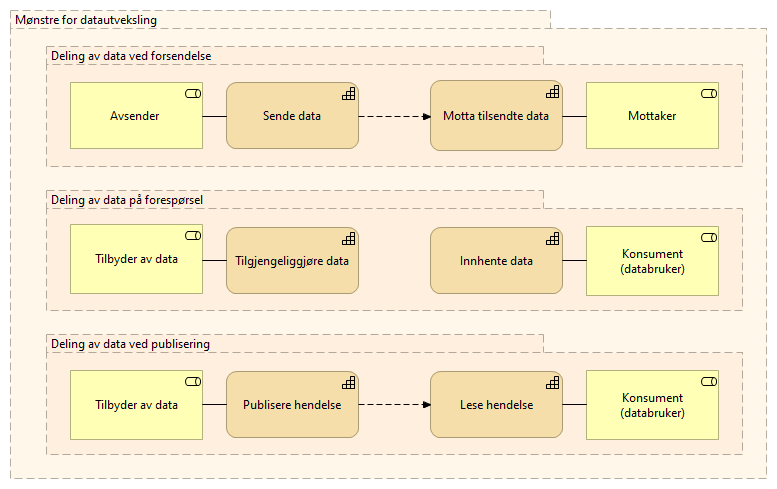 Mønstre for datautveksling
Deling av data ved forsendelse
Avsender
Sende data
Motta tilsendte data
Mottaker
Deling av data på forespørsel
Tilbyder av data
Tilgjengeliggjøre data
Innhente data
Konsument
(databruker)
Deling av data ved publisering
Tilbyder av data
Publisere hendelse
Lese hendelse
Konsument
(databruker)